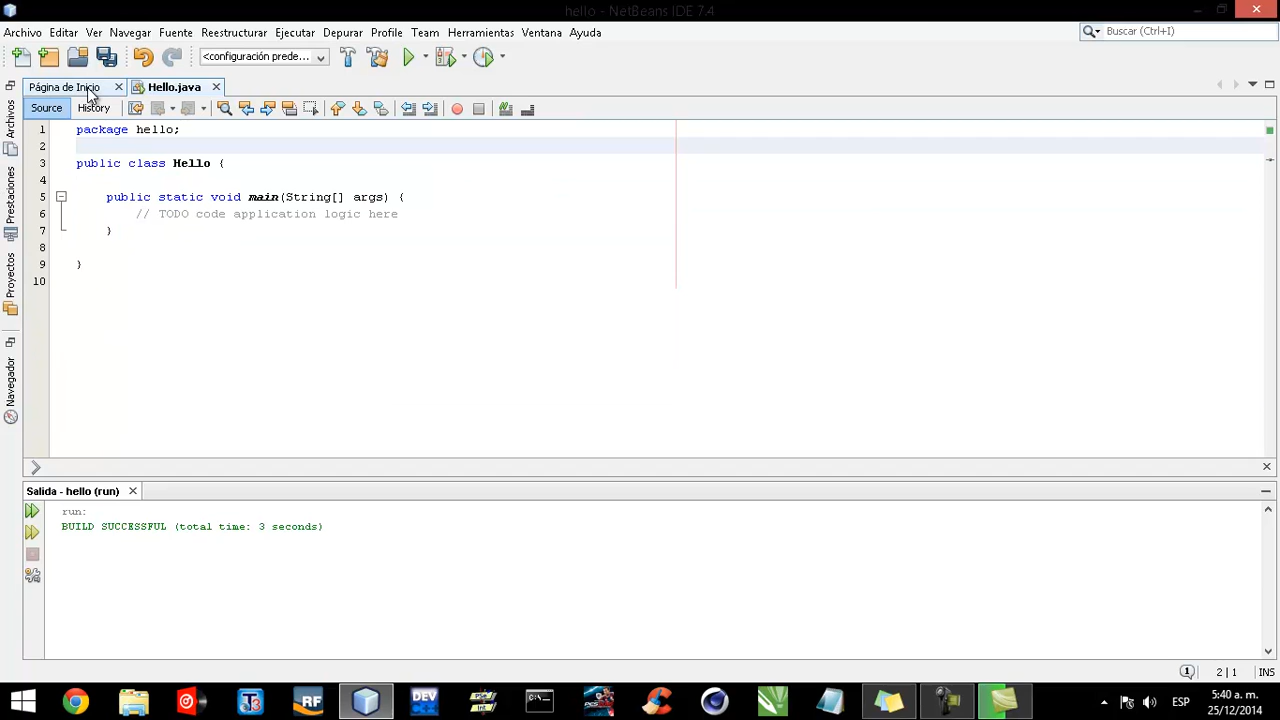 hello - NetBeans IDE 7.4
Archivo Editar Ver Navegar Fuente Reestructurar Ejecutar Depurar Profile Team Herramientas Ventana Ayuda
Buscar (Ctrl+I)
<configuración prede...
Página de Inicio Hello.java
Source History
1 package hello;
2
3 public class Hello {
4
5 public static void main(String[] args) {
6 // TODO code application logic here
7 }
8
9 }
10
Archivos
Prestaciones
Proyectos
Navegador
Salida - hello (run)
run:
BUILD SUCCESSFUL (total time: 3 seconds)
1 2 | 1 INS
DEV
RF
ESP
5:40 a. m.
25/12/2014